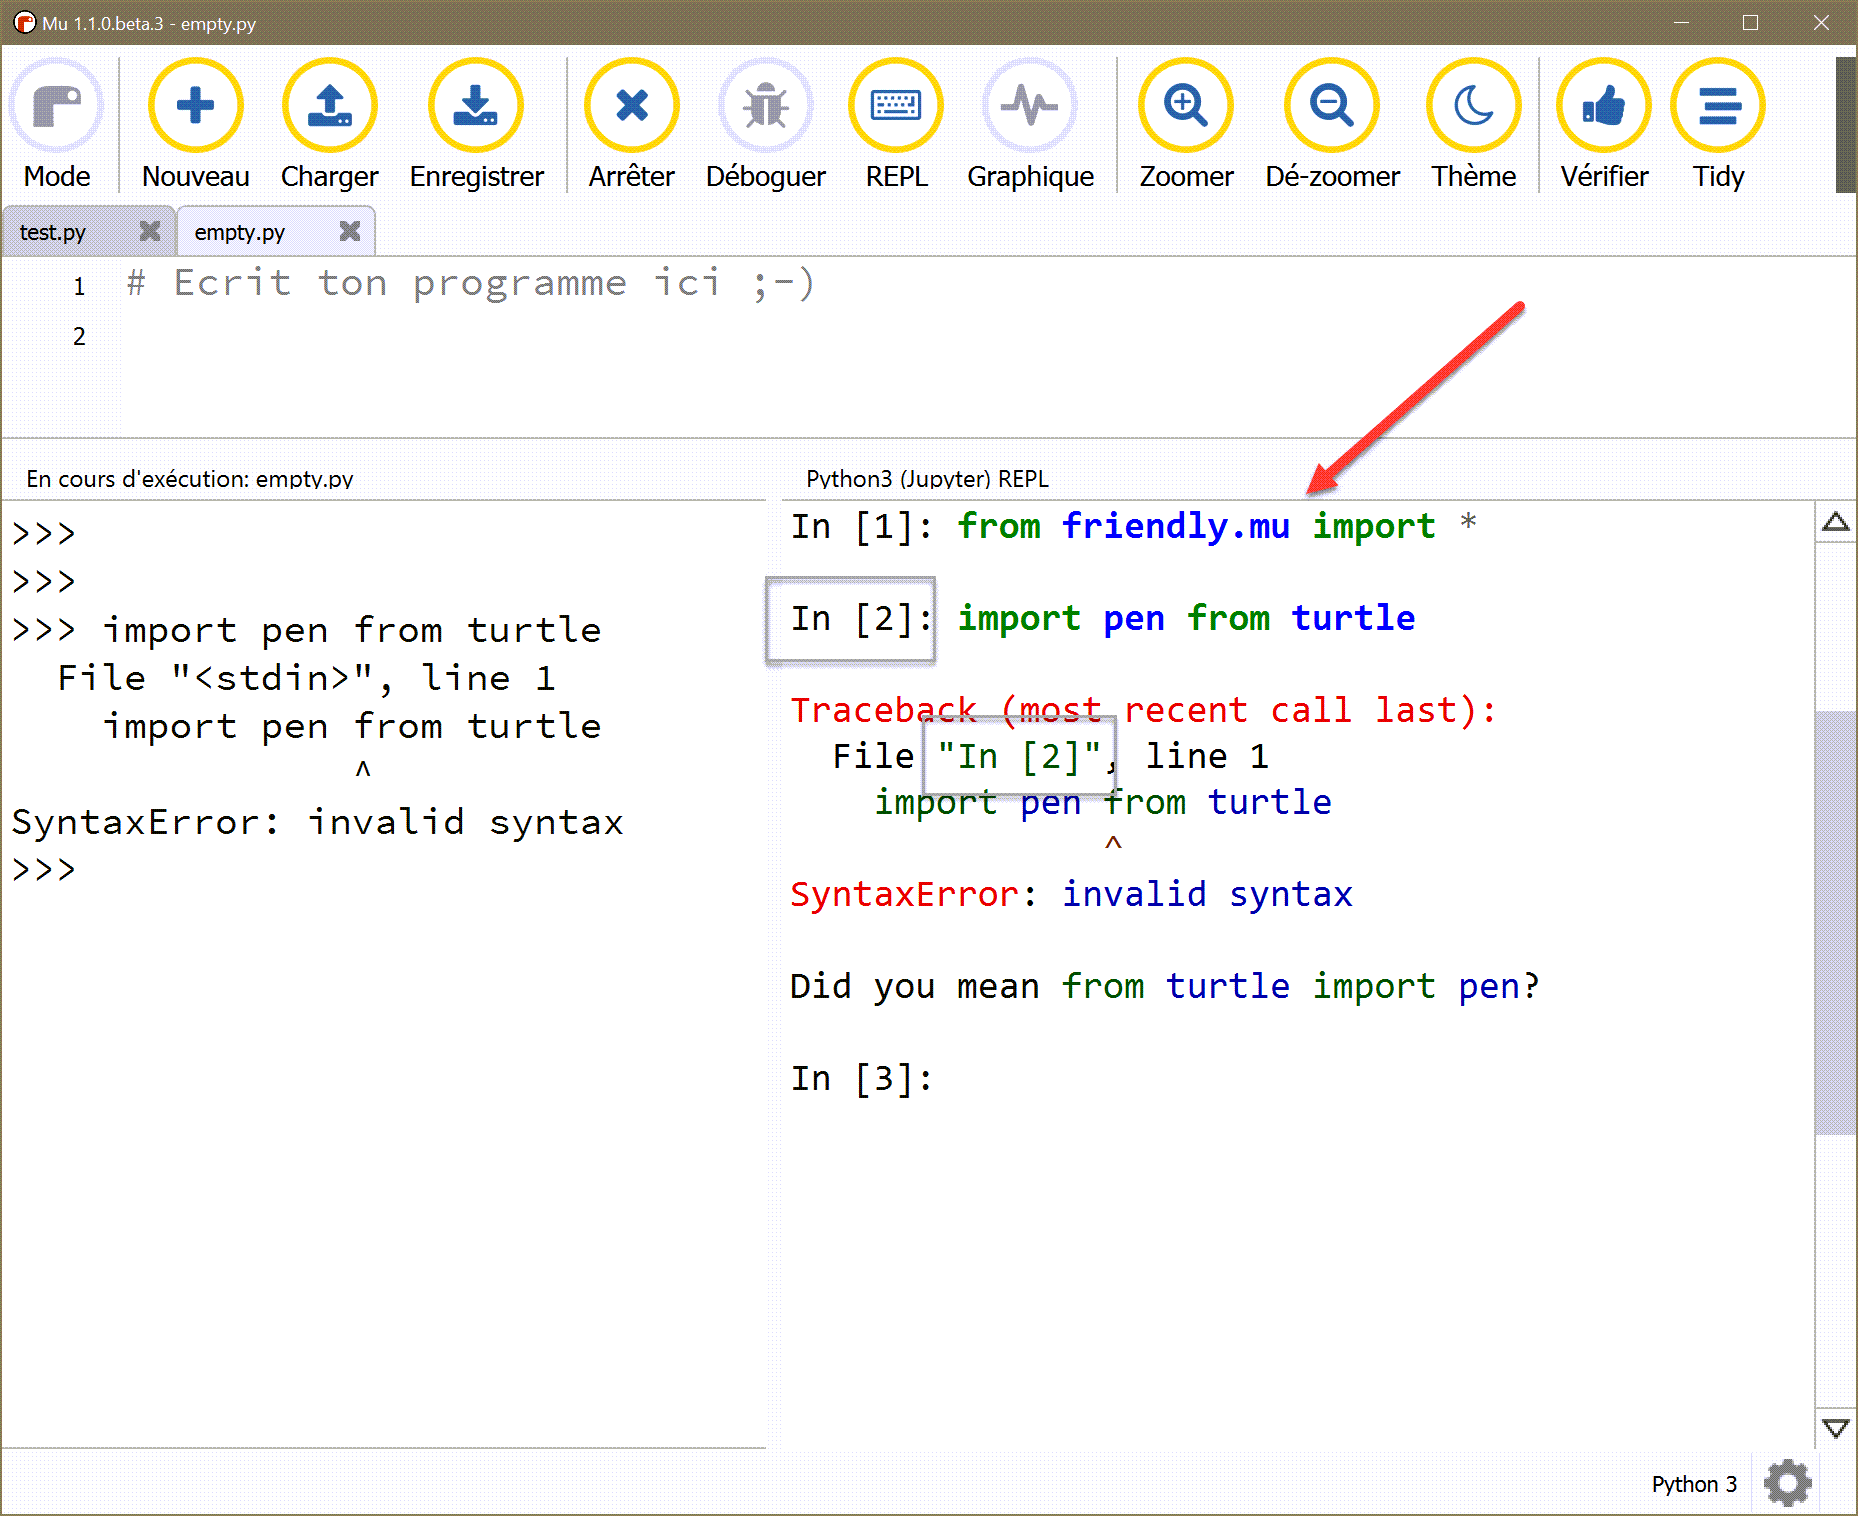 Mu 1.1.0.beta.3 - empty.py
Mode Nouveau Charger Enregistrer Arrêter Déboguer REPL Graphique Zoomer Dé-zoomer Thème Vérifier Tidy
test.py empty.py
1 # Ecrit ton programme ici ;-)
2
En cours d'exécution: empty.py
>>>
>>>
>>> import pen from turtle
File "<stdin>", line 1
import pen from turtle
^
SyntaxError: invalid syntax
>>>
Python3 (Jupyter) REPL
In [1]: from friendly.mu import *
In [2]: import pen from turtle
Traceback (most recent call last):
File "In [2]", line 1
import pen from turtle
^
SyntaxError: invalid syntax
Did you mean from turtle import pen?
In [3]:
Python 3